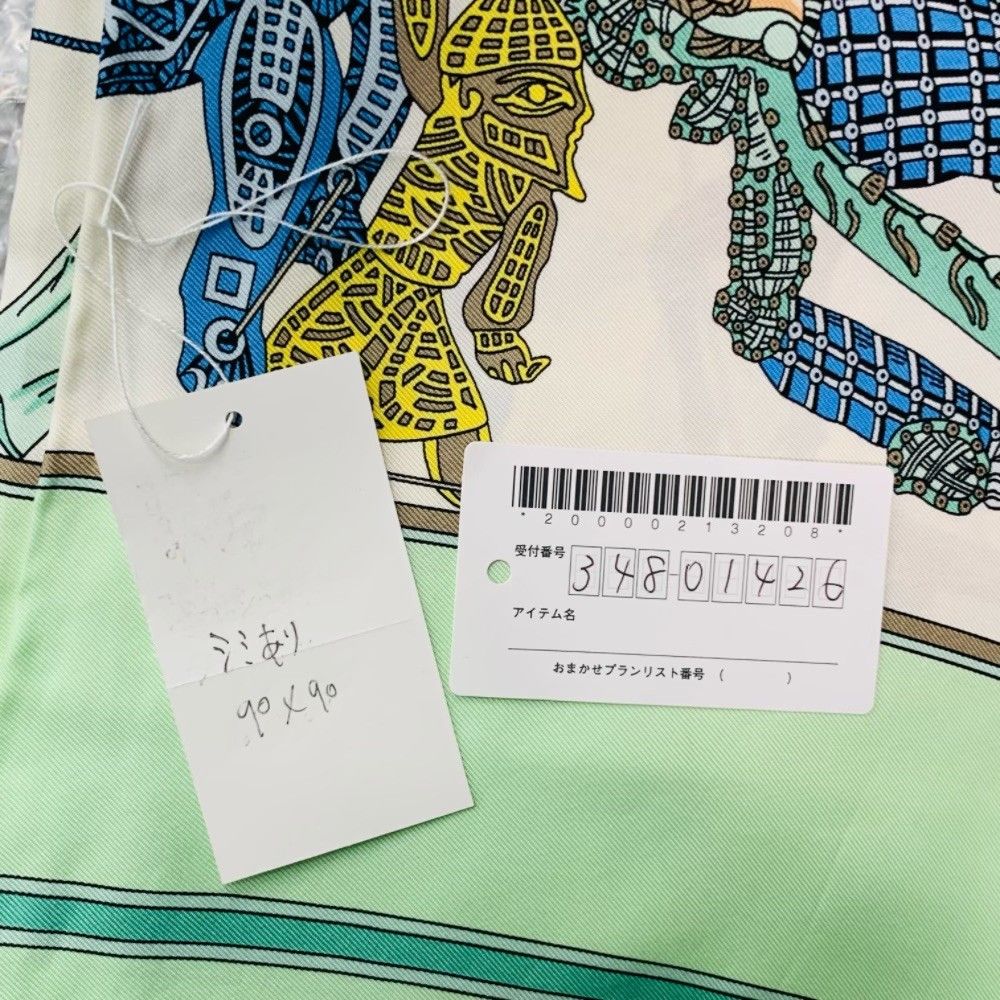 シミあり
90×90
*20000213208*
受付番号 348-01426
アイテム名
おまかせプランリスト番号 (　　　)